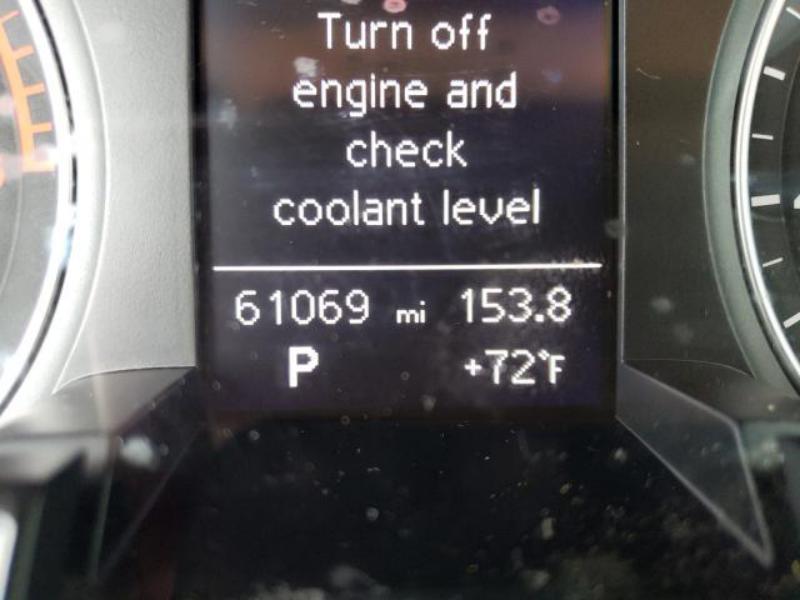 Turn off
engine and
check
coolant level
61069 mi 153.8
P +72°F